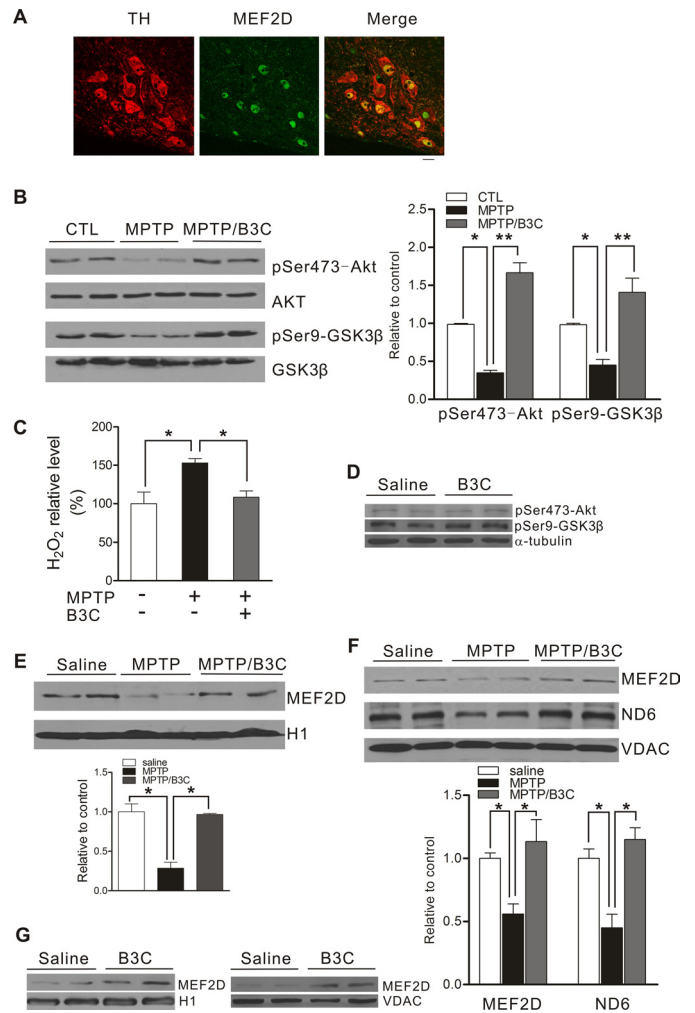 A
TH MEF2D Merge
B
CTL MPTP MPTP/B3C
pSer473-Akt
AKT
pSer9-GSK3β
GSK3β
CTL
MPTP
MPTP/B3C
Relative to control
2.5
2.0
1.5
1.0
0.5
0.0
* ** * **
pSer473-Akt pSer9-GSK3β
C
H2O2 relative level
(%)
200
150
100
50
0
* *
MPTP - + +
B3C - - +
D
Saline B3C
pSer473-Akt
pSer9-GSK3β
α-tubulin
E
Saline MPTP MPTP/B3C
MEF2D
H1
saline
MPTP
MPTP/B3C
Relative to control
1.5
1.0
0.5
0.0
* *
F
Saline MPTP MPTP/B3C
MEF2D
ND6
VDAC
saline
MPTP
MPTP/B3C
Relative to control
1.5
1.0
0.5
0.0
* * * *
MEF2D ND6
G
Saline B3C
MEF2D
H1
Saline B3C
MEF2D
VDAC